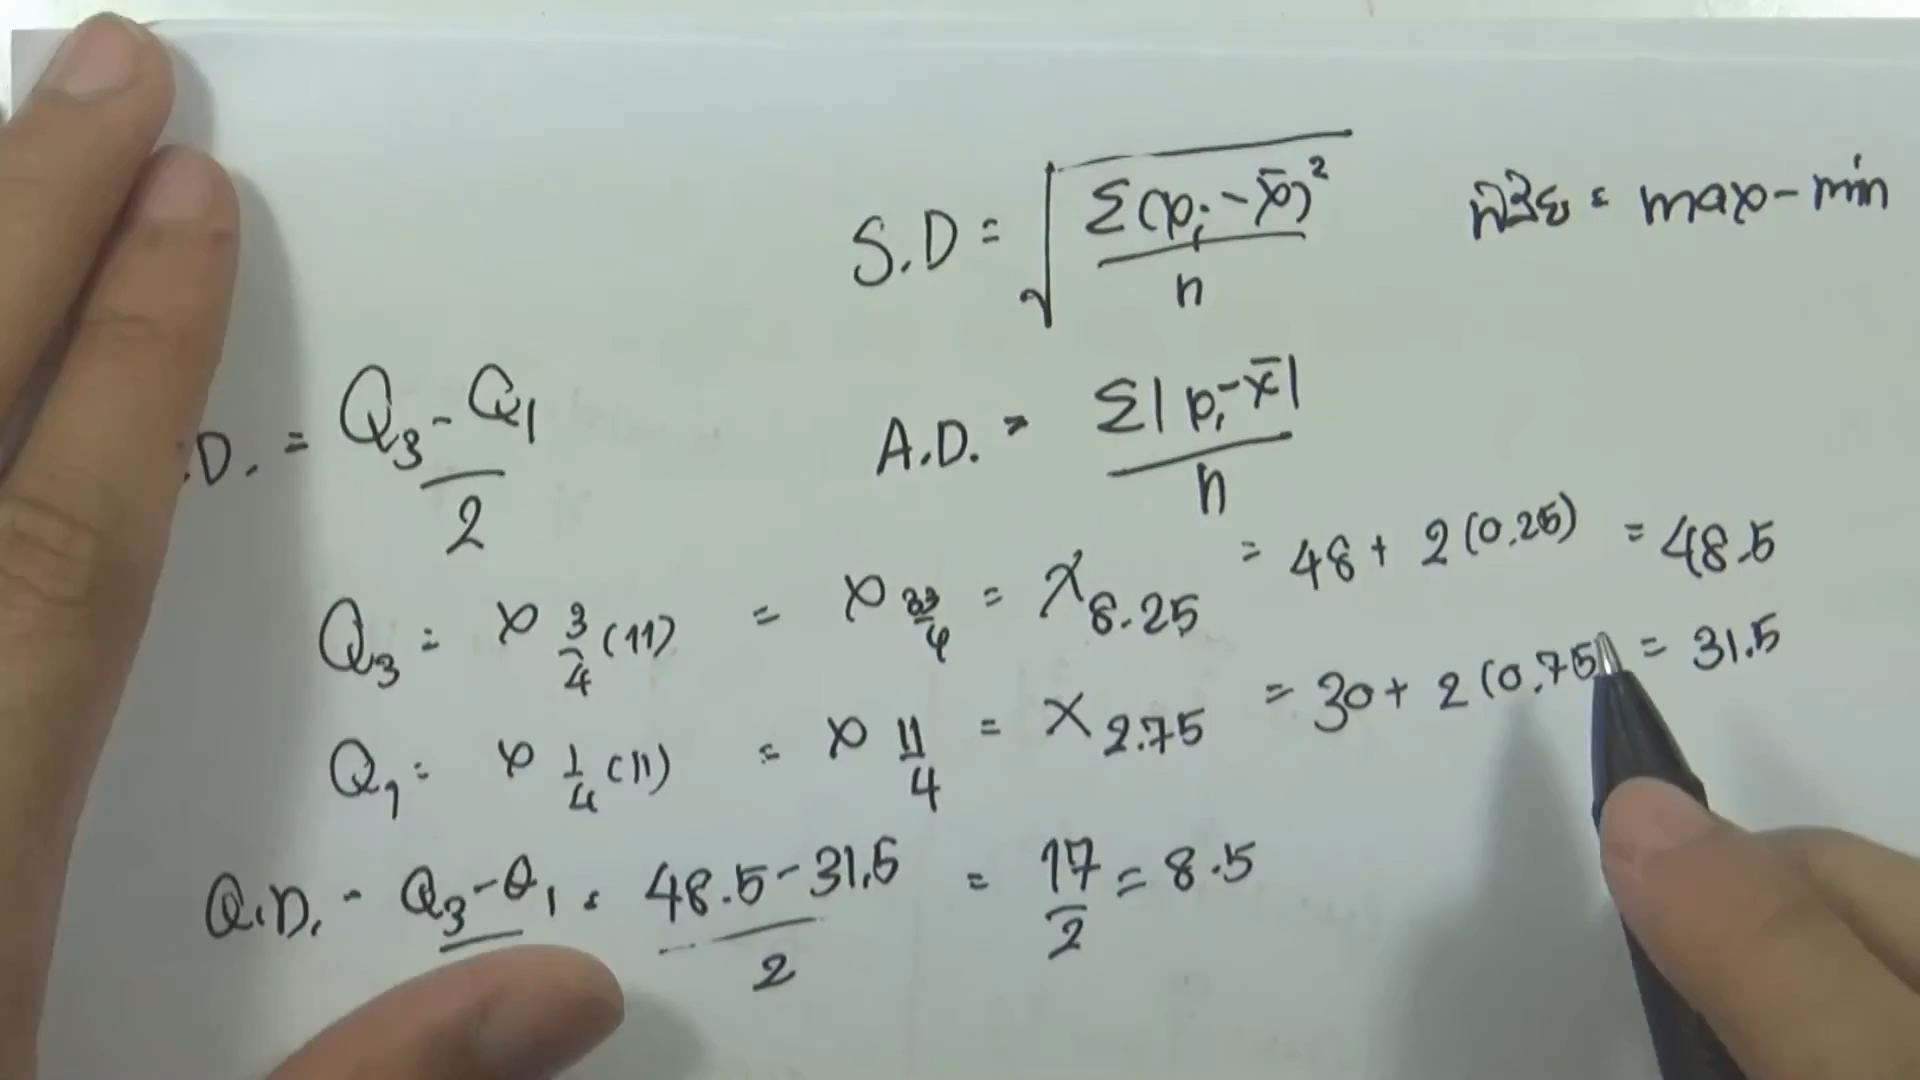 S.D = √(Σ(xᵢ - x̄)² / n)
พิสัย = max - min
.D. = (Q₃ - Q₁) / 2
A.D. = Σ|xᵢ - x̄| / n
Q₃ = x 3/4 (11) = x 33/4 = x 8.25 = 48 + 2 (0.25) = 48.5
Q₁ = x 1/4 (11) = x 11/4 = x 2.75 = 30 + 2 (0.75) = 31.5
Q.D. = Q₃ - Q₁ = (48.5 - 31.5) / 2 = 17/2 = 8.5